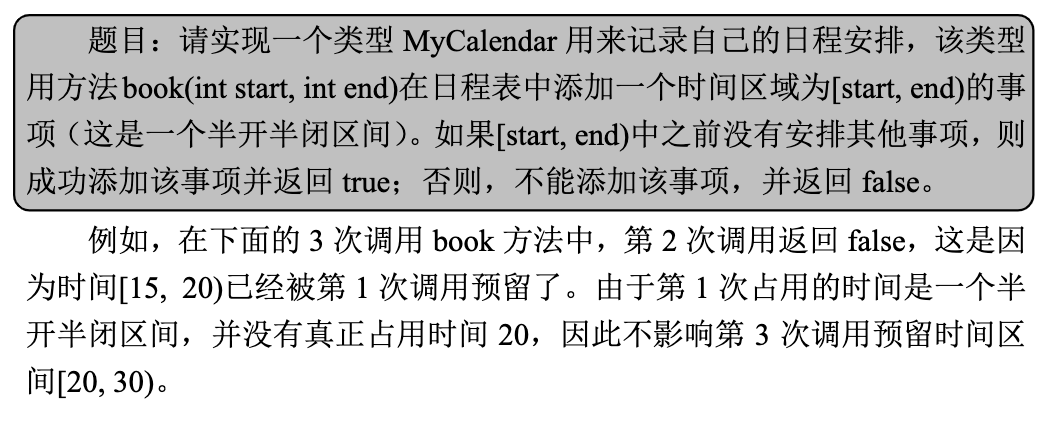 题目：请实现一个类型 MyCalendar 用来记录自己的日程安排，该类型
用方法book(int start, int end)在日程表中添加一个时间区域为[start, end)的事
项（这是一个半开半闭区间）。如果[start, end)中之前没有安排其他事项，则
成功添加该事项并返回 true；否则，不能添加该事项，并返回 false。
例如，在下面的 3 次调用 book 方法中，第 2 次调用返回 false，这是因
为时间[15, 20)已经被第 1 次调用预留了。由于第 1 次占用的时间是一个半
开半闭区间，并没有真正占用时间 20，因此不影响第 3 次调用预留时间区
间[20, 30)。